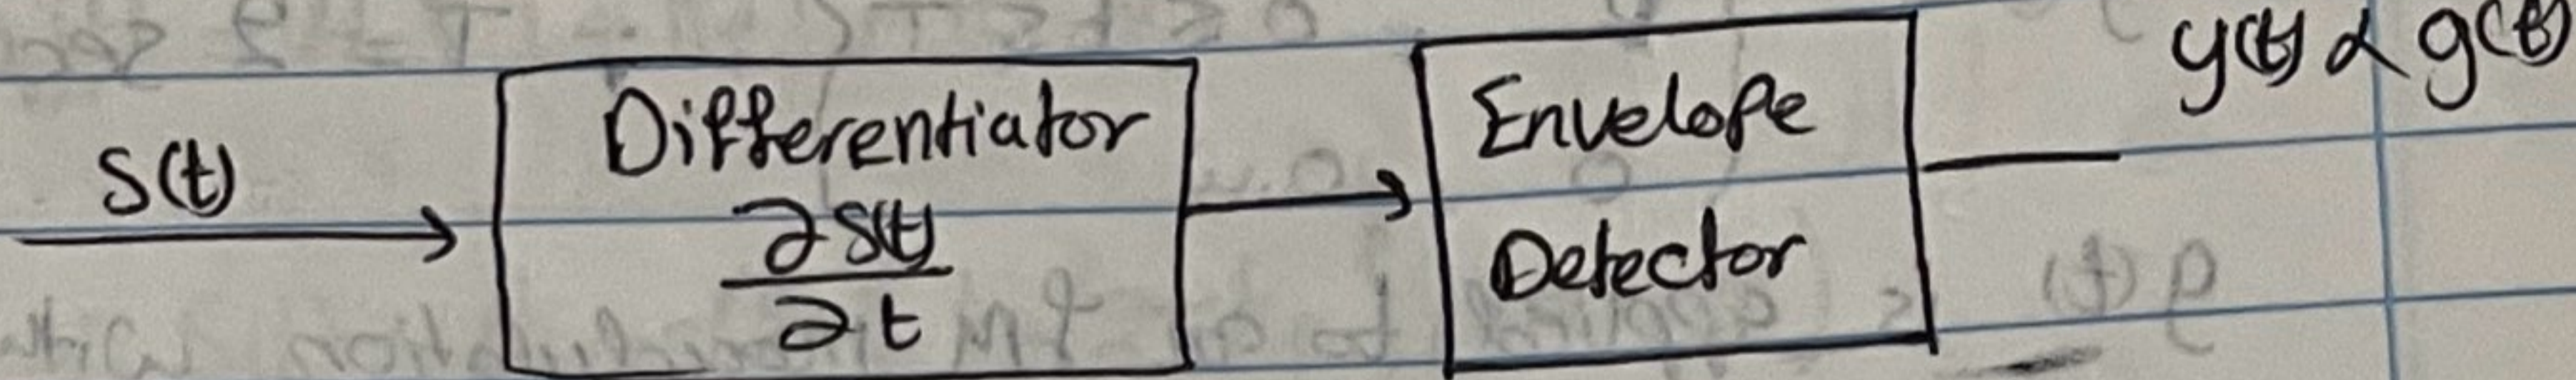 S(t)
Differentiator
∂S(t)
∂t
Envelope
Detector
y(t) α g(t)